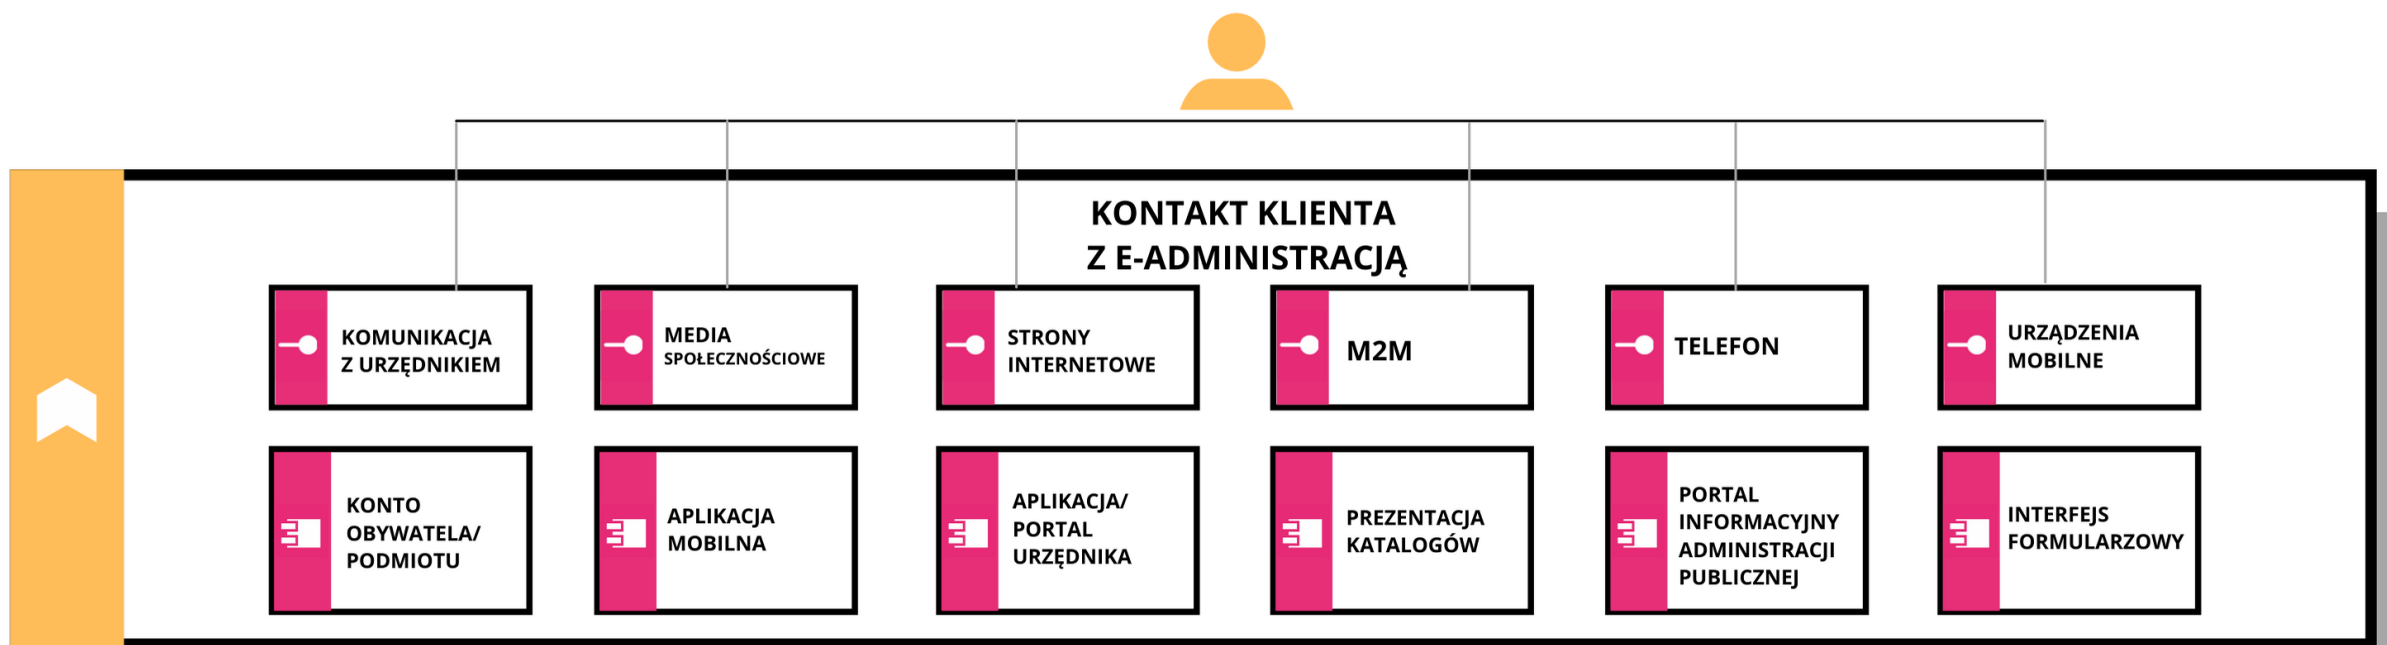 KONTAKT KLIENTA
Z E-ADMINISTRACJĄ
KOMUNIKACJA
Z URZĘDNIKIEM
MEDIA
SPOŁECZNOŚCIOWE
STRONY
INTERNETOWE
M2M
TELEFON
URZĄDZENIA
MOBILNE
KONTO
OBYWATELA/
PODMIOTU
APLIKACJA
MOBILNA
APLIKACJA/
PORTAL
URZĘDNIKA
PREZENTACJA
KATALOGÓW
PORTAL
INFORMACYJNY
ADMINISTRACJI
PUBLICZNEJ
INTERFEJS
FORMULARZOWY